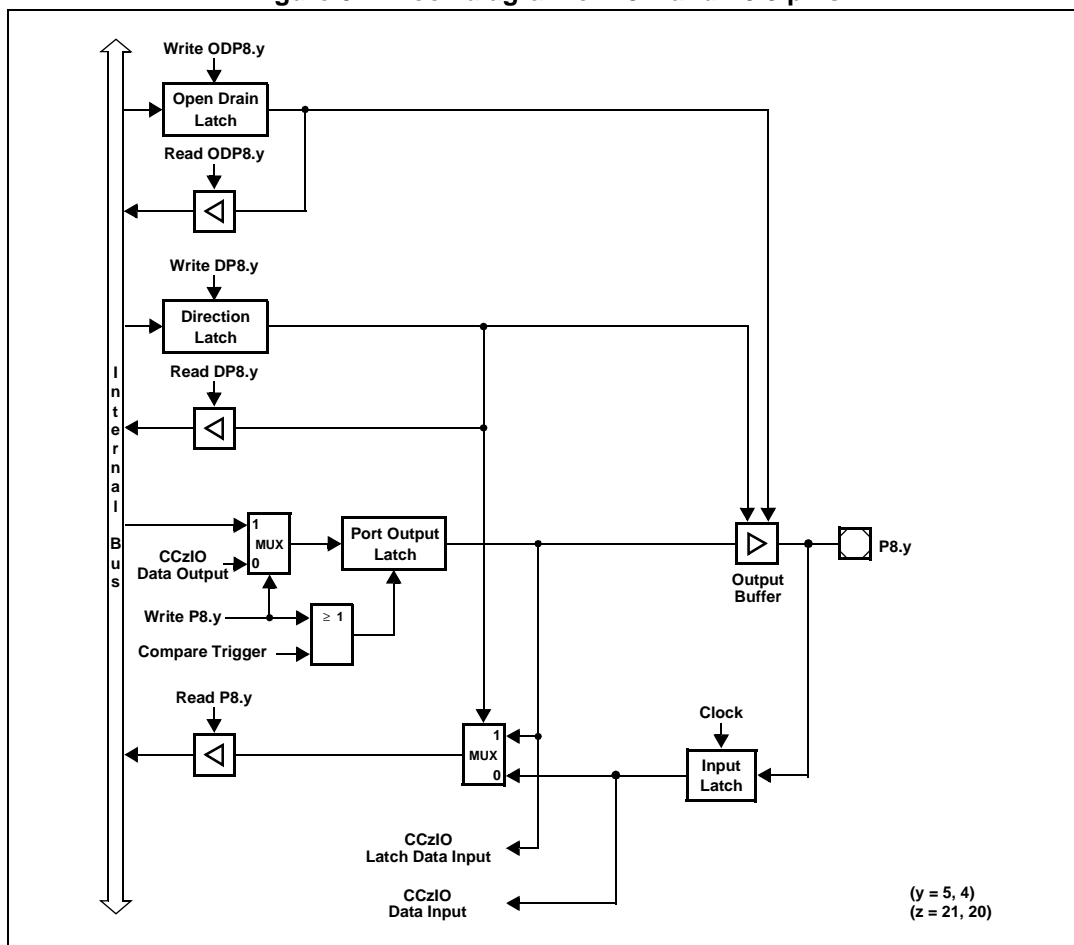 Write ODP8.y
Open Drain
Latch
Read ODP8.y
Write DP8.y
Direction
Latch
Read DP8.y
Internal Bus
1
MUX
0
CCzIO
Data Output
Port Output
Latch
Write P8.y
≥ 1
Compare Trigger
Output
Buffer
P8.y
Read P8.y
1
MUX
0
Clock
Input
Latch
CCzIO
Latch Data Input
CCzIO
Data Input
(y = 5, 4)
(z = 21, 20)